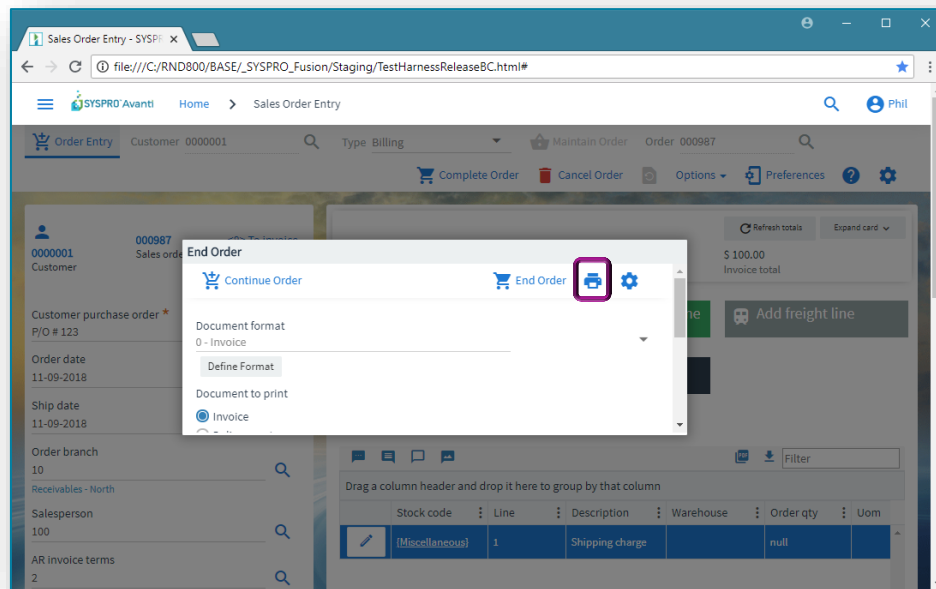 Sales Order Entry - SYSPR
file:///C:/RND800/BASE/_SYSPRO_Fusion/Staging/TestHarnessReleaseBC.html#
SYSPRO Avanti Home > Sales Order Entry Phil
Order Entry Customer 0000001 Type Billing Maintain Order Order 000987
Complete Order Cancel Order Options Preferences
Refresh totals Expand card
0000001 000987
Customer Sales orde
$ 100.00
Invoice total
End Order
Continue Order End Order
Add freight line
Document format
0 - Invoice
Define Format
Document to print
Invoice
Customer purchase order *
P/O # 123
Order date
11-09-2018
Ship date
11-09-2018
Order branch
10
Receivables - North
Salesperson
100
AR invoice terms
2
PDF Filter
Drag a column header and drop it here to group by that column
Stock code Line Description Warehouse Order qty Uom
{Miscellaneous} 1 Shipping charge null